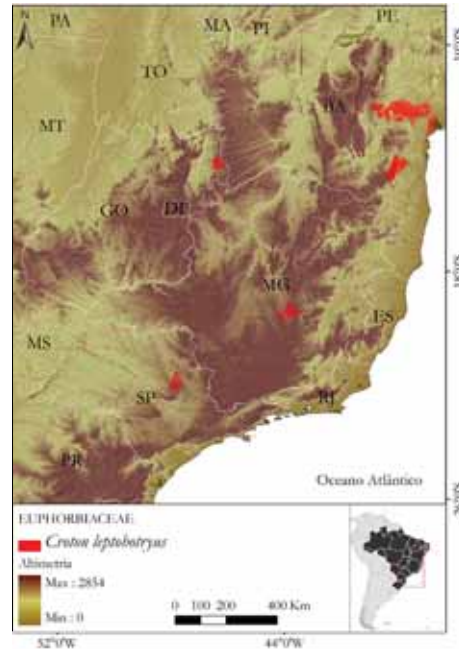 N
PA
MA
PI
PE
TO
BA
MT
GO
DF
MG
ES
MS
SP
RJ
PR
Oceano Atlântico
EUPHORBIACEAE
Croton leptobotryus
Altimetria
Max : 2854
Min : 0
0 100 200 400 Km
52°0'W 44°0'W